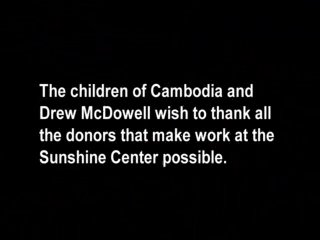 The children of Cambodia and
Drew McDowell wish to thank all
the donors that make work at the
Sunshine Center possible.